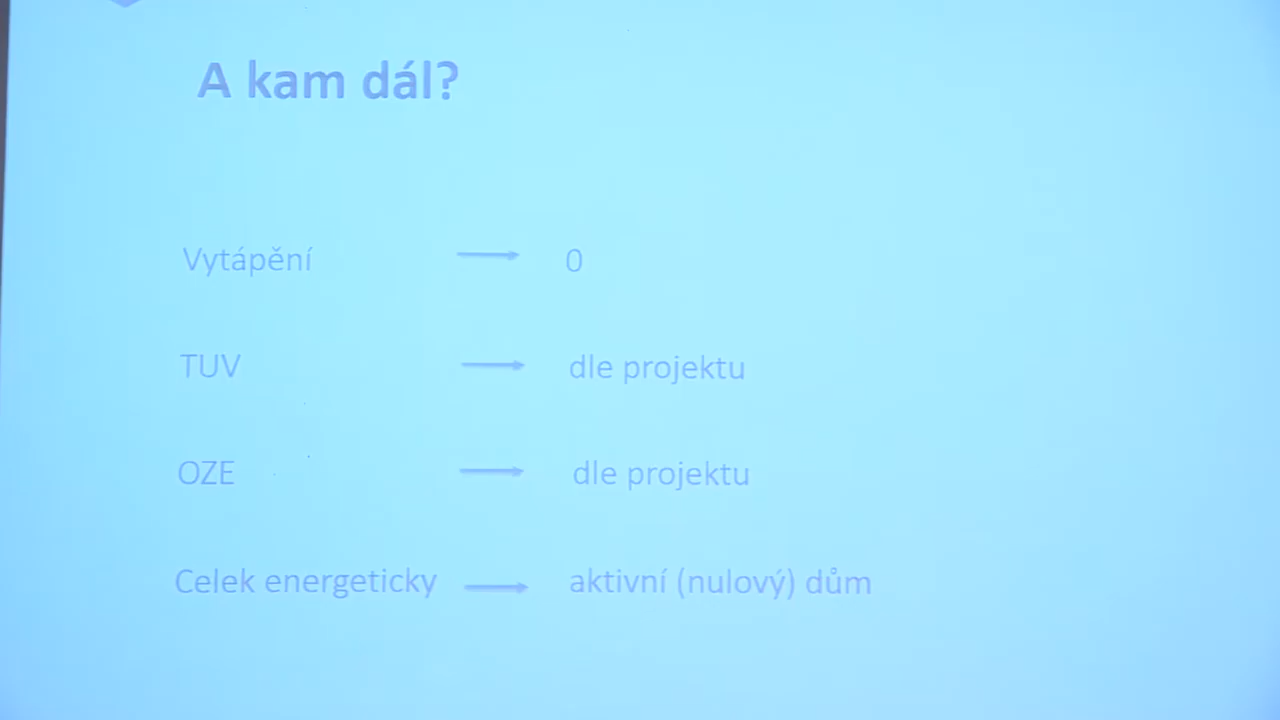 A kam dál?
Vytápění → 0
TUV → dle projektu
OZE → dle projektu
Celek energeticky → aktivní (nulový) dům